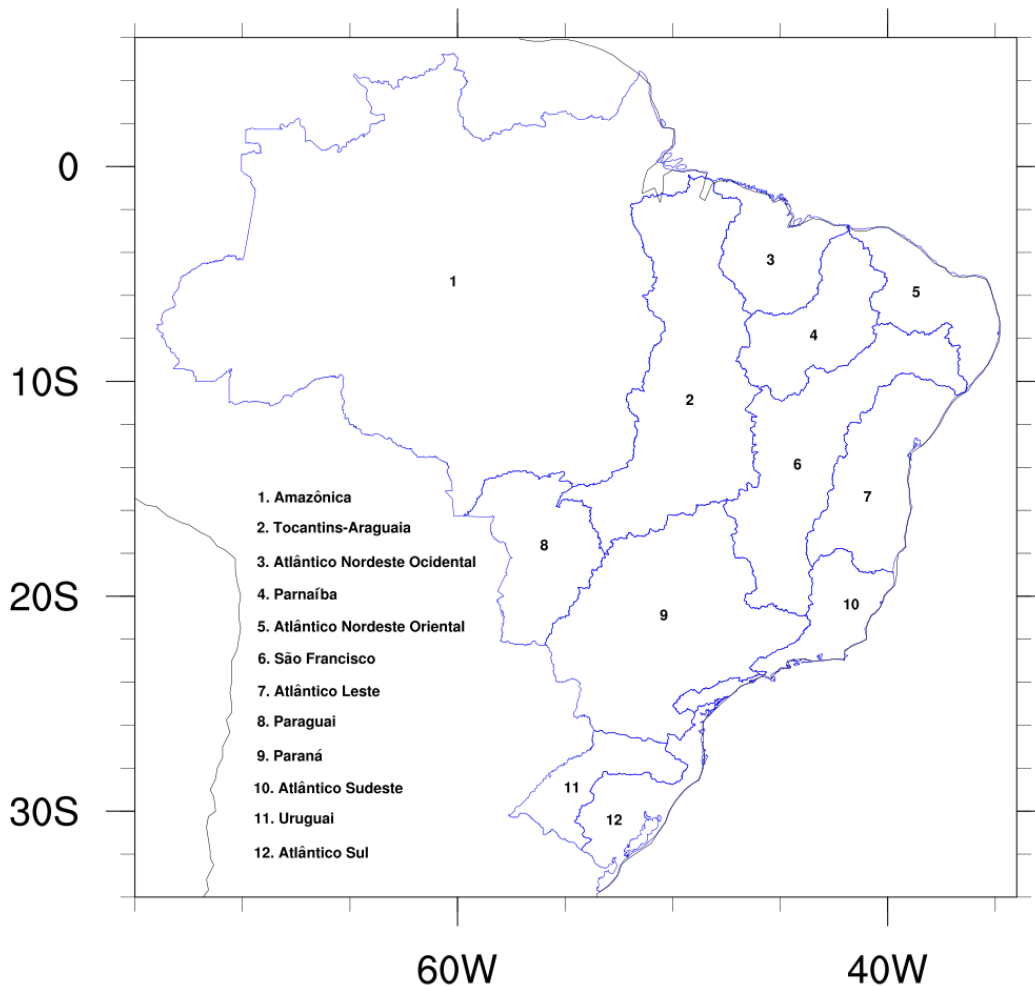 0
10S
20S
30S
60W
40W
1
2
3
4
5
6
7
8
9
10
11
12
1. Amazônica
2. Tocantins-Araguaia
3. Atlântico Nordeste Ocidental
4. Parnaíba
5. Atlântico Nordeste Oriental
6. São Francisco
7. Atlântico Leste
8. Paraguai
9. Paraná
10. Atlântico Sudeste
11. Uruguai
12. Atlântico Sul